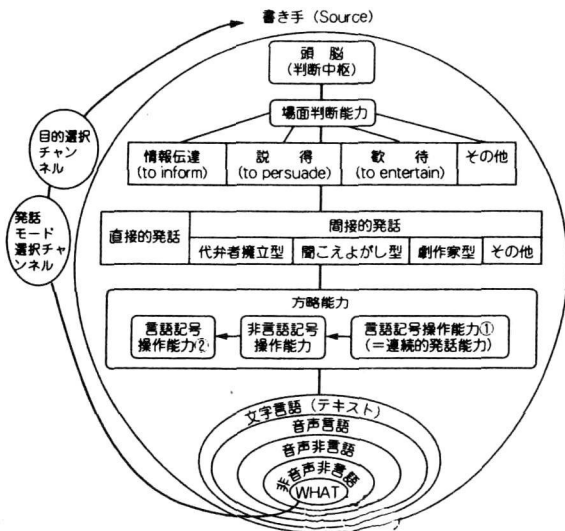 書き手 (Source)
頭 脳
(判断中枢)
場面判断能力
目的選択
チャン
ネル
情報伝達
(to inform)
説 得
(to persuade)
歓 待
(to entertain)
その他
発話
モード
選択チャ
ンネル
直接的発話
間接的発話
代弁者擁立型
聞こえよがし型
劇作家型
その他
方略能力
言語記号
操作能力②
非言語記号
操作能力
言語記号操作能力①
(=連続的発話能力)
文字言語 (テキスト)
音声言語
音声非言語
非音声非言語
WHAT